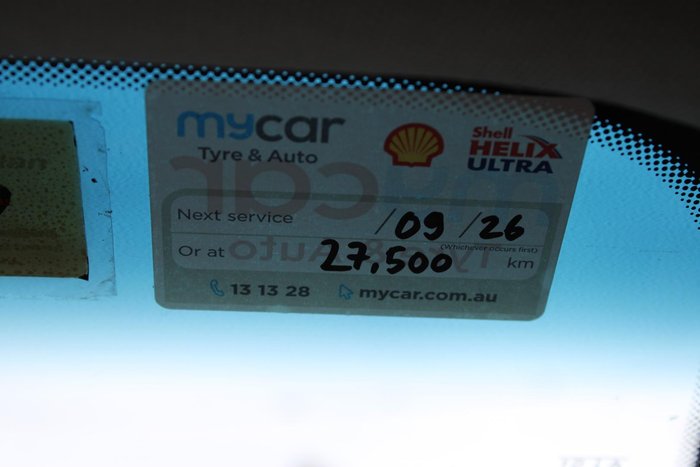 mycar
Tyre & Auto
Shell
HELIX
ULTRA
Next service /09 /26
(Whichever occurs first)
Or at 27,500 km
13 13 28 mycar.com.au